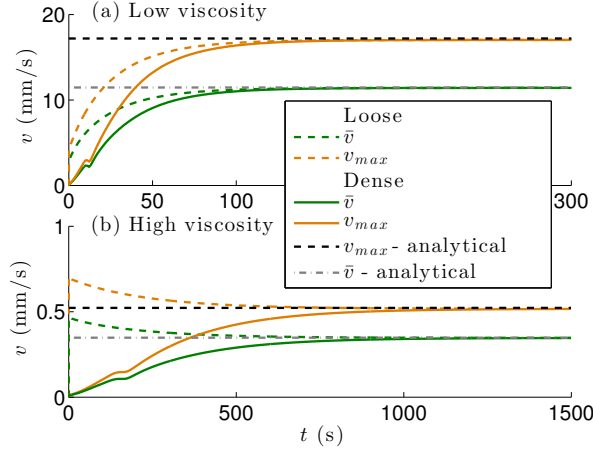 (a) Low viscosity
20
10
0
v (mm/s)
0 50 100 300
Loose
v̄
v_max
Dense
v̄
v_max
v_max - analytical
v̄ - analytical
(b) High viscosity
1
0.5
0
v (mm/s)
0 500 1000 1500
t (s)